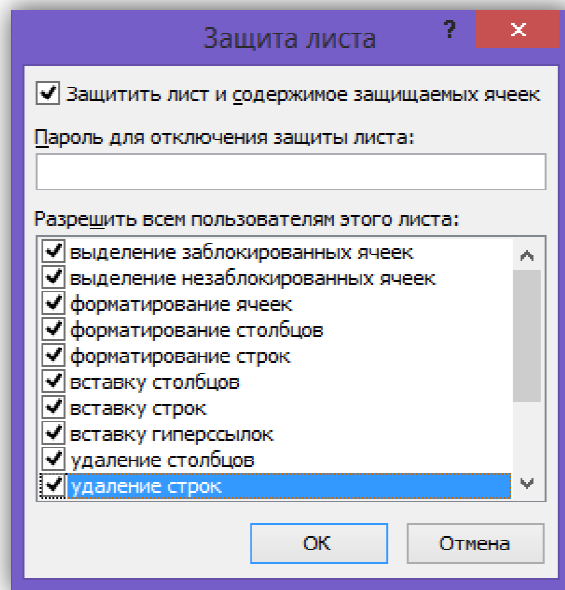 Защита листа
?
Защитить лист и содержимое защищаемых ячеек
Пароль для отключения защиты листа:
Разрешить всем пользователям этого листа:
выделение заблокированных ячеек
выделение незаблокированных ячеек
форматирование ячеек
форматирование столбцов
форматирование строк
вставку столбцов
вставку строк
вставку гиперссылок
удаление столбцов
удаление строк
ОК
Отмена